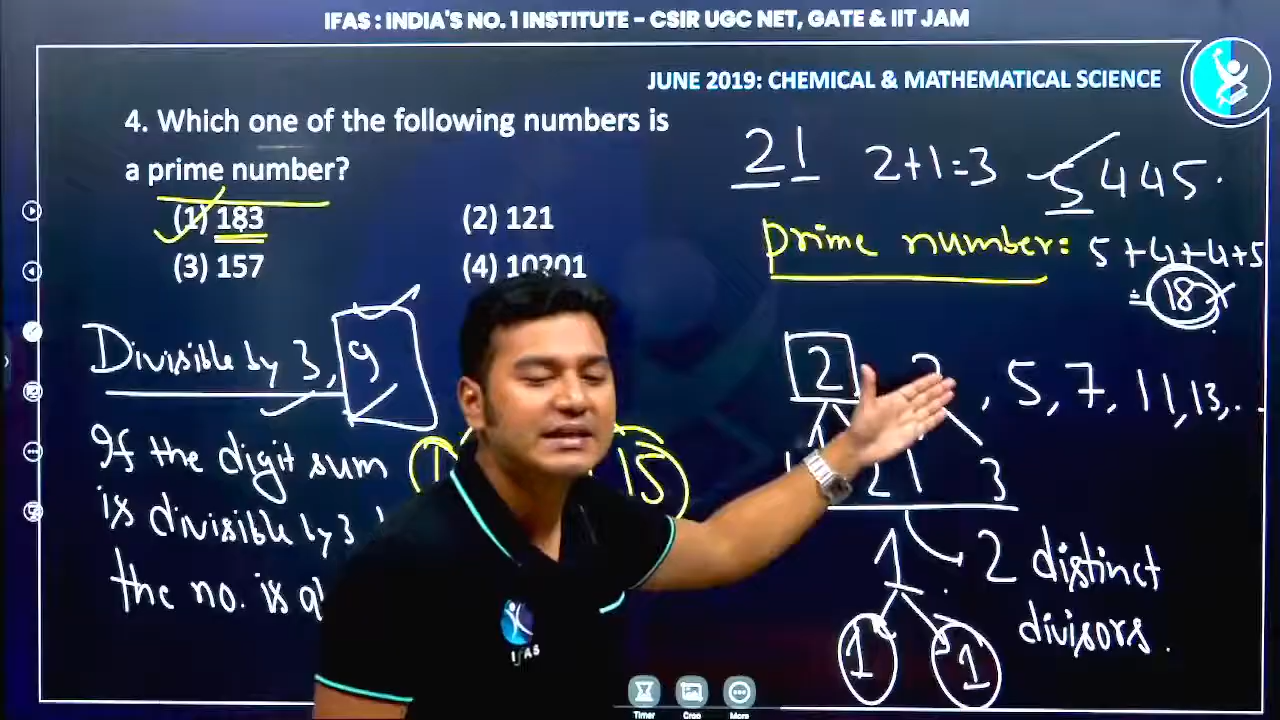 IFAS : INDIA'S NO. 1 INSTITUTE – CSIR UGC NET, GATE & IIT JAM
JUNE 2019: CHEMICAL & MATHEMATICAL SCIENCE
4. Which one of the following numbers is
a prime number?
(1) 183 (2) 121
(3) 157 (4) 10201
Divisible by 3, 9
If the digit sum
is divisible by 3
the no. is
15
21 2+1=3 5445.
prime number: 5+4+4+5
= 18
2 , 5, 7, 11, 13, ..
2 1 3
1 2 distinct
divisors.
1 1
IFAS
Timer Crop More